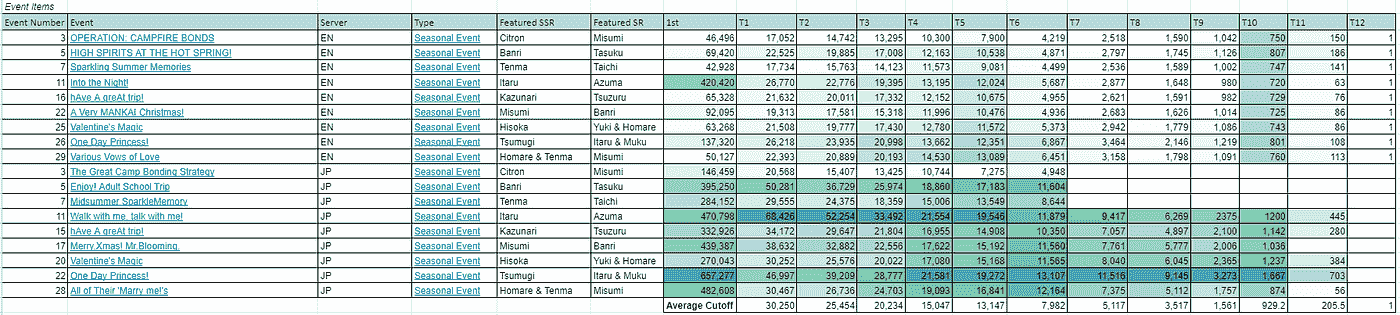 Event Items
Event Number Event Server Type Featured SSR Featured SR 1st T1 T2 T3 T4 T5 T6 T7 T8 T9 T10 T11 T12
3 OPERATION: CAMPFIRE BONDS EN Seasonal Event Citron Misumi 46,496 17,052 14,742 13,295 10,300 7,900 4,219 2,518 1,590 1,042 750 150 1
5 HIGH SPIRITS AT THE HOT SPRING! EN Seasonal Event Banri Tasuku 69,420 22,525 19,885 17,008 12,163 10,538 4,871 2,797 1,745 1,126 807 186 1
7 Sparkling Summer Memories EN Seasonal Event Tenma Taichi 42,928 17,734 15,763 14,123 11,573 9,081 4,499 2,536 1,589 1,002 747 141 1
11 Into the Night! EN Seasonal Event Itaru Azuma 420,420 26,770 22,776 19,395 13,195 12,024 5,687 2,877 1,648 980 720 63 1
16 hAve A greAt trip! EN Seasonal Event Kazunari Tsuzuru 65,328 21,632 20,011 17,332 12,152 10,675 4,955 2,621 1,591 982 729 76 1
22 A Very MANKAI Christmas! EN Seasonal Event Misumi Banri 92,095 19,313 17,581 15,318 11,996 10,476 4,936 2,683 1,626 1,014 725 86 1
25 Valentine's Magic EN Seasonal Event Hisoka Yuki & Homare 63,268 21,508 19,777 17,430 12,780 11,572 5,373 2,942 1,779 1,086 743 86 1
26 One Day Princess! EN Seasonal Event Tsumugi Itaru & Muku 137,320 26,218 23,935 20,998 13,662 12,351 6,867 3,464 2,146 1,219 801 108 1
29 Various Vows of Love EN Seasonal Event Homare & Tenma Misumi 50,127 22,393 20,889 20,193 14,530 13,089 6,451 3,158 1,798 1,091 760 113 1
3 The Great Camp Bonding Strategy JP Seasonal Event Citron Misumi 146,459 20,568 15,407 13,425 10,744 7,275 4,948
5 Enjoy! Adult School Trip JP Seasonal Event Banri Tasuku 395,250 50,281 36,729 25,974 18,860 17,183 11,604
7 Midsummer SparkleMemory JP Seasonal Event Tenma Taichi 284,152 29,555 24,375 18,359 15,006 13,549 8,644
11 Walk with me, talk with me! JP Seasonal Event Itaru Azuma 470,798 68,426 52,254 33,492 21,554 19,546 11,879 9,417 6,269 2375 1200 445
15 hAve A greAt trip! JP Seasonal Event Kazunari Tsuzuru 332,926 34,172 29,647 21,804 16,955 14,908 10,350 7,057 4,897 2,100 1,142 280
17 Merry Xmas! Mr.Blooming. JP Seasonal Event Misumi Banri 439,387 38,632 32,882 22,556 17,622 15,192 11,560 7,761 5,777 2,006 1,036
20 Valentine's Magic JP Seasonal Event Hisoka Yuki & Homare 270,043 30,252 25,576 20,022 17,080 15,168 11,565 8,040 6,045 2,365 1,237 384
22 One Day Princess! JP Seasonal Event Tsumugi Itaru & Muku 657,277 46,997 39,209 28,777 21,581 19,272 13,107 11,516 9,145 3,273 1,667 703
28 All of Their 'Marry me!'s JP Seasonal Event Homare & Tenma Misumi 482,608 30,467 26,736 24,703 19,093 16,841 12,164 7,375 5,112 1,757 874 56
Average Cutoff 30,250 25,454 20,234 15,047 13,147 7,982 5,117 3,517 1,561 929.2 205.5 1